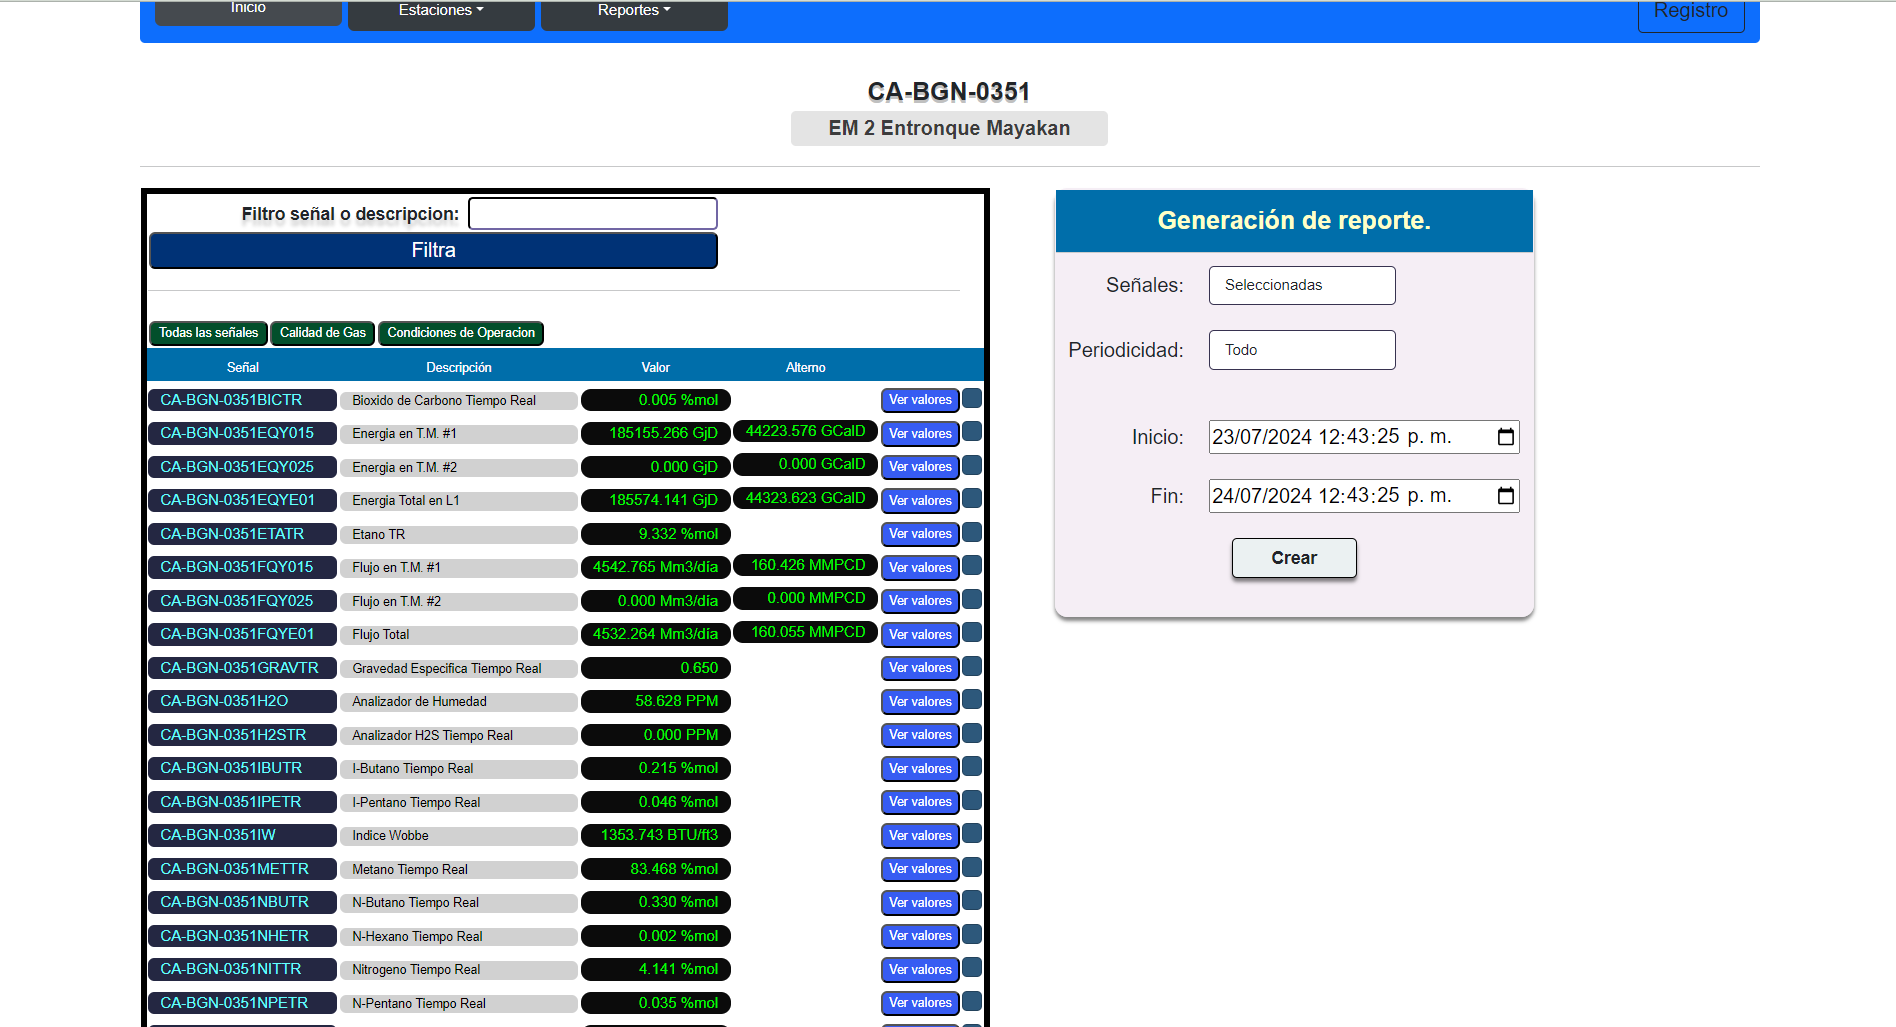 Inicio Estaciones Reportes Registro
CA-BGN-0351
EM 2 Entronque Mayakan
Filtro señal o descripcion:
Filtra
Todas las señales Calidad de Gas Condiciones de Operacion
Señal Descripción Valor Alterno
CA-BGN-0351BICTR Bioxido de Carbono Tiempo Real 0.005 %mol Ver valores
CA-BGN-0351EQY015 Energia en T.M. #1 185155.266 GjD 44223.576 GCalD Ver valores
CA-BGN-0351EQY025 Energia en T.M. #2 0.000 GjD 0.000 GCalD Ver valores
CA-BGN-0351EQYE01 Energia Total en L1 185574.141 GjD 44323.623 GCalD Ver valores
CA-BGN-0351ETATR Etano TR 9.332 %mol Ver valores
CA-BGN-0351FQY015 Flujo en T.M. #1 4542.765 Mm3/día 160.426 MMPCD Ver valores
CA-BGN-0351FQY025 Flujo en T.M. #2 0.000 Mm3/día 0.000 MMPCD Ver valores
CA-BGN-0351FQYE01 Flujo Total 4532.264 Mm3/día 160.055 MMPCD Ver valores
CA-BGN-0351GRAVTR Gravedad Especifica Tiempo Real 0.650 Ver valores
CA-BGN-0351H2O Analizador de Humedad 58.628 PPM Ver valores
CA-BGN-0351H2STR Analizador H2S Tiempo Real 0.000 PPM Ver valores
CA-BGN-0351IBUTR I-Butano Tiempo Real 0.215 %mol Ver valores
CA-BGN-0351IPETR I-Pentano Tiempo Real 0.046 %mol Ver valores
CA-BGN-0351IW Indice Wobbe 1353.743 BTU/ft3 Ver valores
CA-BGN-0351METTR Metano Tiempo Real 83.468 %mol Ver valores
CA-BGN-0351NBUTR N-Butano Tiempo Real 0.330 %mol Ver valores
CA-BGN-0351NHETR N-Hexano Tiempo Real 0.002 %mol Ver valores
CA-BGN-0351NITTR Nitrogeno Tiempo Real 4.141 %mol Ver valores
CA-BGN-0351NPETR N-Pentano Tiempo Real 0.035 %mol Ver valores
Generación de reporte.
Señales: Seleccionadas
Periodicidad: Todo
Inicio: 23/07/2024 12:43:25 p. m.
Fin: 24/07/2024 12:43:25 p. m.
Crear